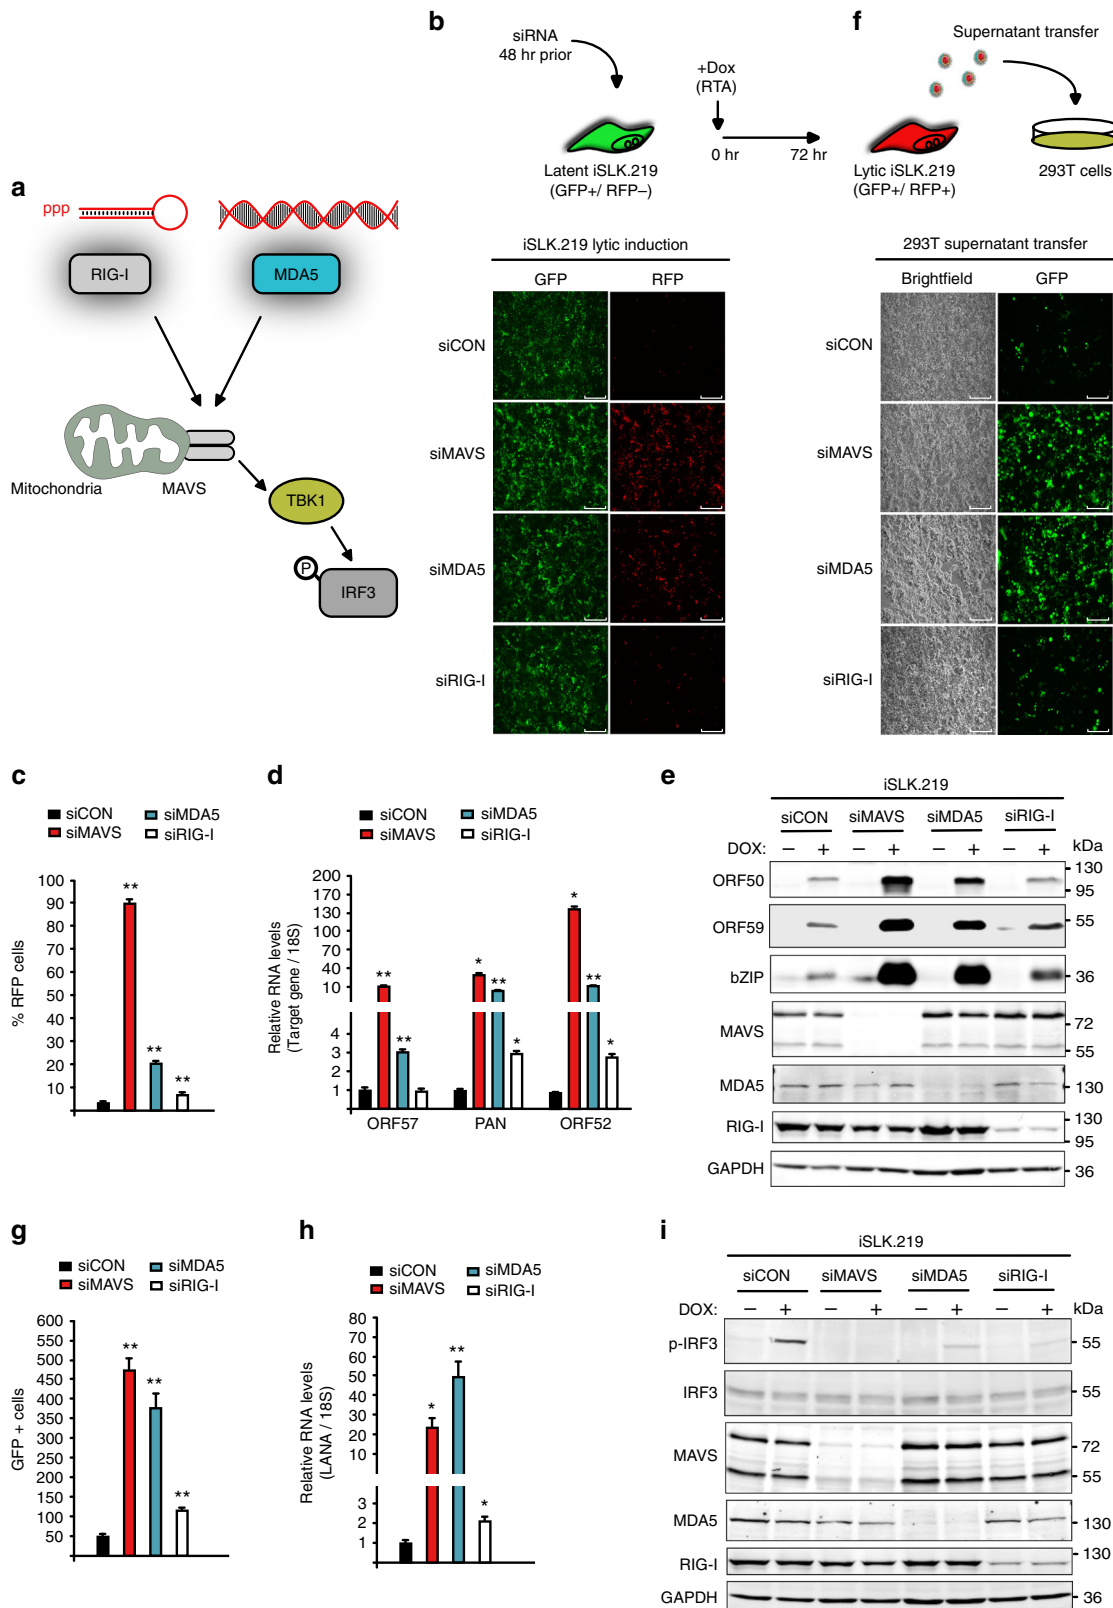 a
ppp
RIG-I
MDA5
Mitochondria
MAVS
TBK1
P
IRF3
b
siRNA
48 hr prior
+Dox
(RTA)
0 hr
72 hr
Latent iSLK.219
(GFP+/ RFP–)
iSLK.219 lytic induction
GFP
RFP
siCON
siMAVS
siMDA5
siRIG-I
f
Supernatant transfer
Lytic iSLK.219
(GFP+/ RFP+)
293T cells
293T supernatant transfer
Brightfield
GFP
siCON
siMAVS
siMDA5
siRIG-I
c
siCON
siMDA5
siMAVS
siRIG-I
% RFP cells
100
90
80
70
60
50
40
30
20
10
**
**
**
d
siCON
siMDA5
siMAVS
siRIG-I
Relative RNA levels
(Target gene / 18S)
200
170
130
100
70
40
10
4
3
2
1
0
**
**
*
**
*
*
**
*
ORF57
PAN
ORF52
e
iSLK.219
siCON
siMAVS
siMDA5
siRIG-I
DOX:
– + – + – + – +
kDa
ORF50
130
95
ORF59
55
bZIP
36
MAVS
72
55
MDA5
130
RIG-I
130
95
GAPDH
36
g
siCON
siMDA5
siMAVS
siRIG-I
GFP + cells
600
550
500
450
400
350
300
250
200
150
100
50
**
**
**
h
siCON
siMDA5
siMAVS
siRIG-I
Relative RNA levels
(LANA / 18S)
80
70
60
50
40
30
20
10
3
2
1
*
**
*
i
iSLK.219
siCON
siMAVS
siMDA5
siRIG-I
DOX:
– + – + – + – +
kDa
p-IRF3
55
IRF3
55
MAVS
72
55
MDA5
130
RIG-I
130
95
GAPDH
36